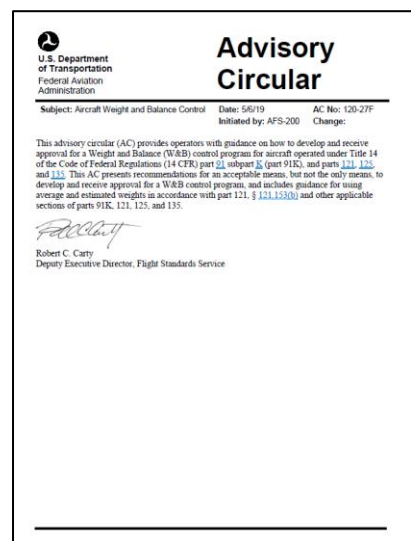 Advisory
Circular
U.S. Department
of Transportation
Federal Aviation
Administration
Subject: Aircraft Weight and Balance Control Date: 5/6/19 AC No: 120-27F
Initiated by: AFS-200 Change:
This advisory circular (AC) provides operators with guidance on how to develop and receive
approval for a Weight and Balance (W&B) control program for aircraft operated under Title 14
of the Code of Federal Regulations (14 CFR) part 91 subpart K (part 91K), and parts 121, 125,
and 135. This AC presents recommendations for an acceptable means, but not the only means, to
develop and receive approval for a W&B control program, and includes guidance for using
average and estimated weights in accordance with part 121, § 121.153(b) and other applicable
sections of parts 91K, 121, 125, and 135.
Robert C. Carty
Deputy Executive Director, Flight Standards Service